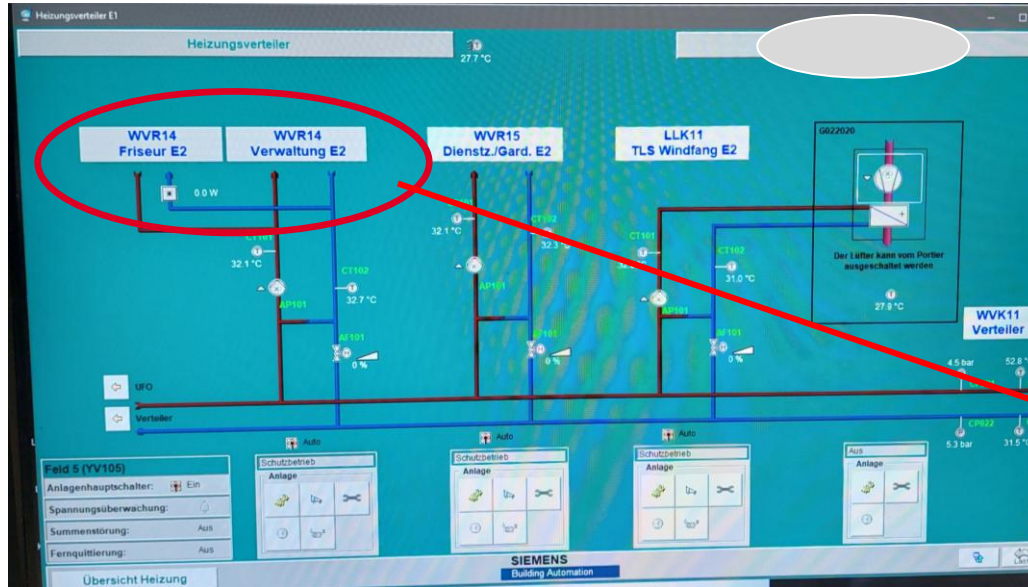 Heizungsverteiler E1
Heizungsverteiler
27.7 °C
WVR14
Friseur E2
WVR14
Verwaltung E2
WVR15
Dienstz./Gard. E2
LLK11
TLS Windfang E2
G022020
0.0 W
CT101
32.1 °C
CT102
32.7 °C
AP101
AF101
0 %
CT101
32.1 °C
CT102
32.3 °C
AP101
AF101
0 %
CT101
CT102
31.0 °C
AP101
AF101
0 %
Der Lüfter kann vom Portier
ausgeschaltet werden
27.9 °C
WVK11
Verteiler
4.5 bar
52.8 °C
UFO
Verteiler
CP022
5.3 bar
31.5 °C
Auto
Auto
Auto
Schutzbetrieb
Anlage
Schutzbetrieb
Anlage
Schutzbetrieb
Anlage
Aus
Anlage
Feld 5 (YV105)
Anlagenhauptschalter: Ein
Spannungsüberwachung:
Summenstörung: Aus
Fernquittierung: Aus
SIEMENS
Building Automation
Übersicht Heizung